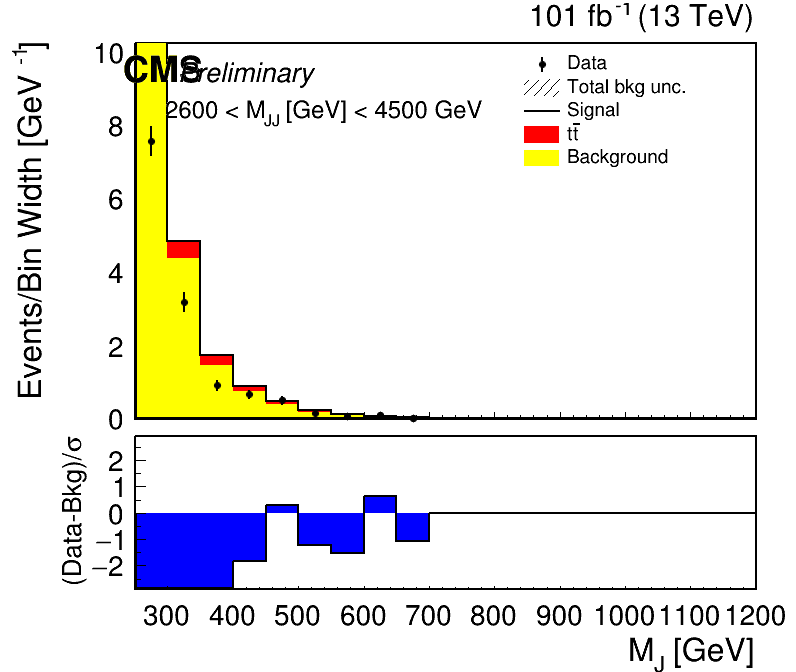 101 fb⁻¹ (13 TeV)
CMS Preliminary
2600 < M_JJ [GeV] < 4500 GeV
Data
Total bkg unc.
Signal
tt̄
Background
Events/Bin Width [GeV⁻¹]
10
8
6
4
2
0
(Data-Bkg)/σ
2
1
0
−1
−2
300 400 500 600 700 800 900 1000 1100 1200
M_J [GeV]